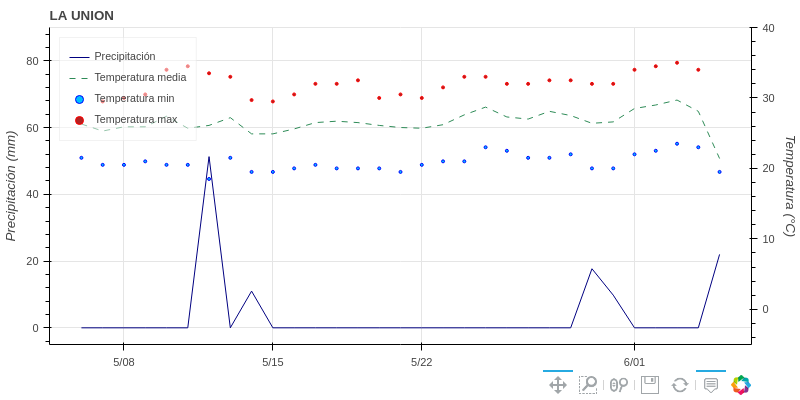 LA UNION
Precipitación
Temperatura media
Temperatura min
Temperatura max
Precipitación (mm)
80
60
40
20
0
Temperatura (°C)
40
30
20
10
0
5/08
5/15
5/22
6/01